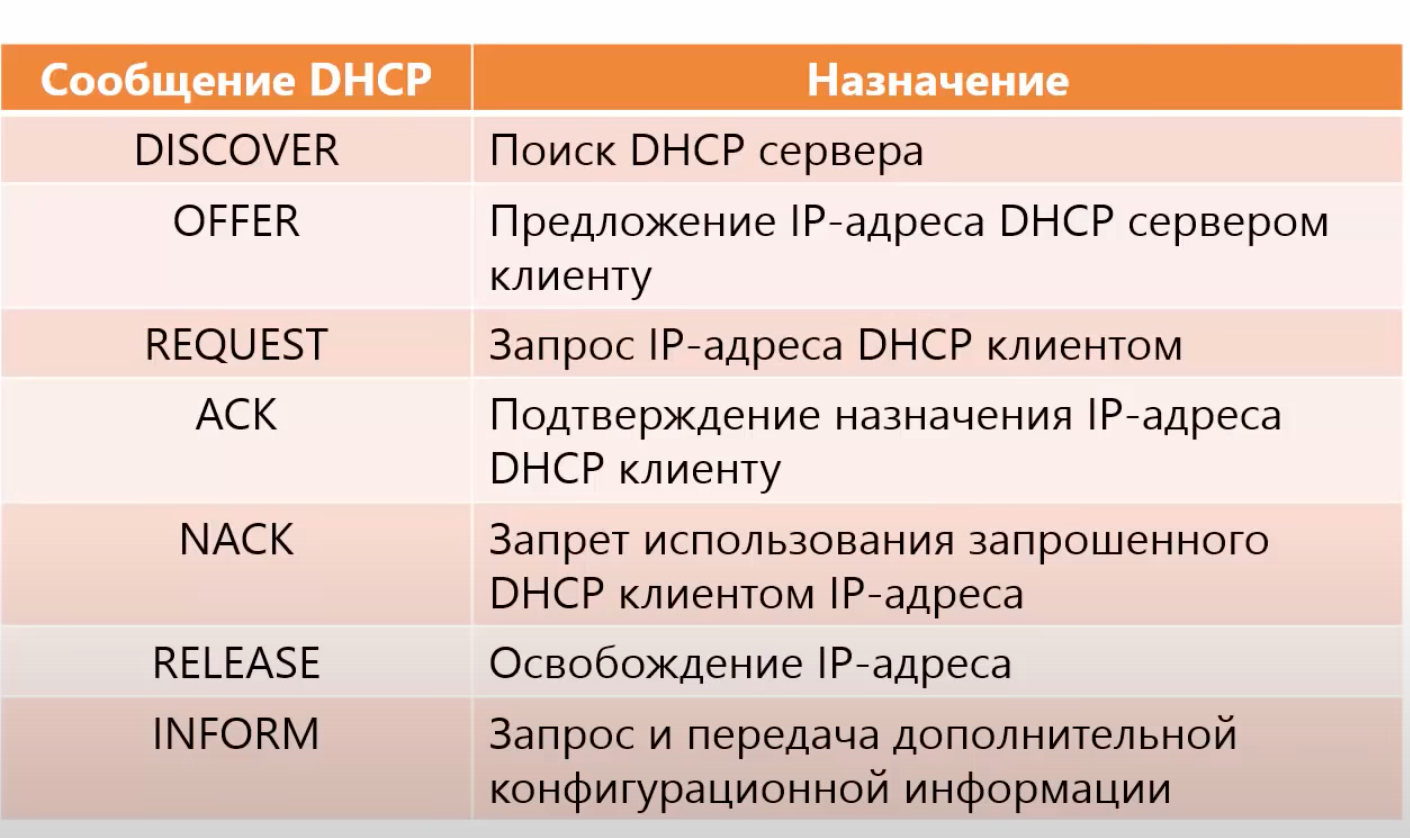 Сообщение DHCP
Назначение
DISCOVER
Поиск DHCP сервера
OFFER
Предложение IP-адреса DHCP сервером
клиенту
REQUEST
Запрос IP-адреса DHCP клиентом
ACK
Подтверждение назначения IP-адреса
DHCP клиенту
NACK
Запрет использования запрошенного
DHCP клиентом IP-адреса
RELEASE
Освобождение IP-адреса
INFORM
Запрос и передача дополнительной
конфигурационной информации